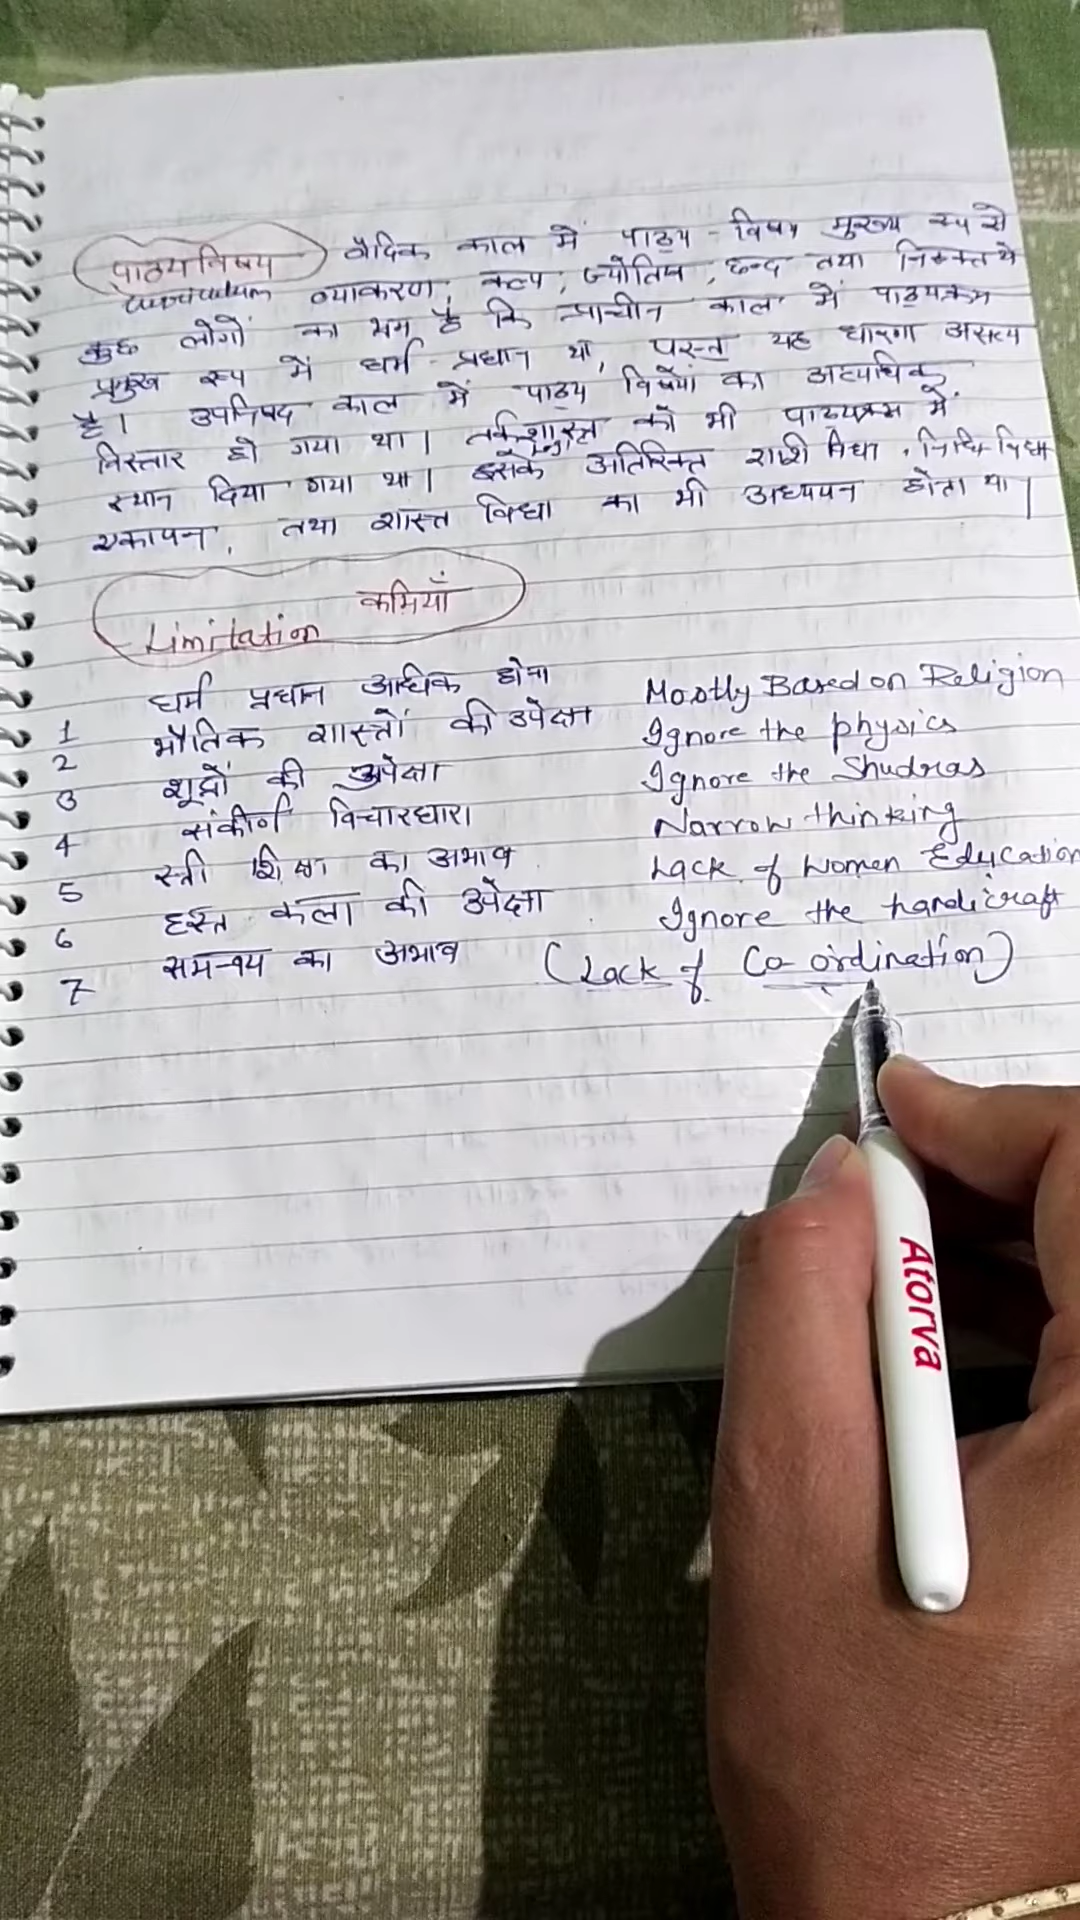 पाठ्यविषय वैदिक काल में पाठ्य - विषय मुख्य रूप से
Curriculum व्याकरण, कल्प, ज्योतिष, छन्द तथा निरुक्त थे
कुछ लोगों का भ्रम है कि प्राचीन काल में पाठ्यक्रम
प्रमुख रूप में धर्म प्रधान था, परन्तु यह धारणा असत्य
है। उपनिषद काल में पाठ्य विषयों का अत्यधिक
विस्तार हो गया था। तर्कशास्त्र को भी पाठ्यक्रम में
स्थान दिया गया था। इसके अतिरिक्त राशी विधा, निधि विधा
तथा शास्त्र विधा का भी अध्ययन होता था।
कमियाँ
Limitation
1 धर्म प्रधान अधिक होना Mostly Based on Religion
2 भौतिक शास्त्रों की उपेक्षा Ignore the physics
3 शूद्रों की उपेक्षा Ignore the Shudras
4 संकीर्ण विचारधारा Narrow thinking
5 स्त्री शिक्षा का अभाव Lack of Women Education
6 हस्त कला की उपेक्षा Ignore the handicraft
7 समन्वय का अभाव (Lack of Co-ordination)
Atorva